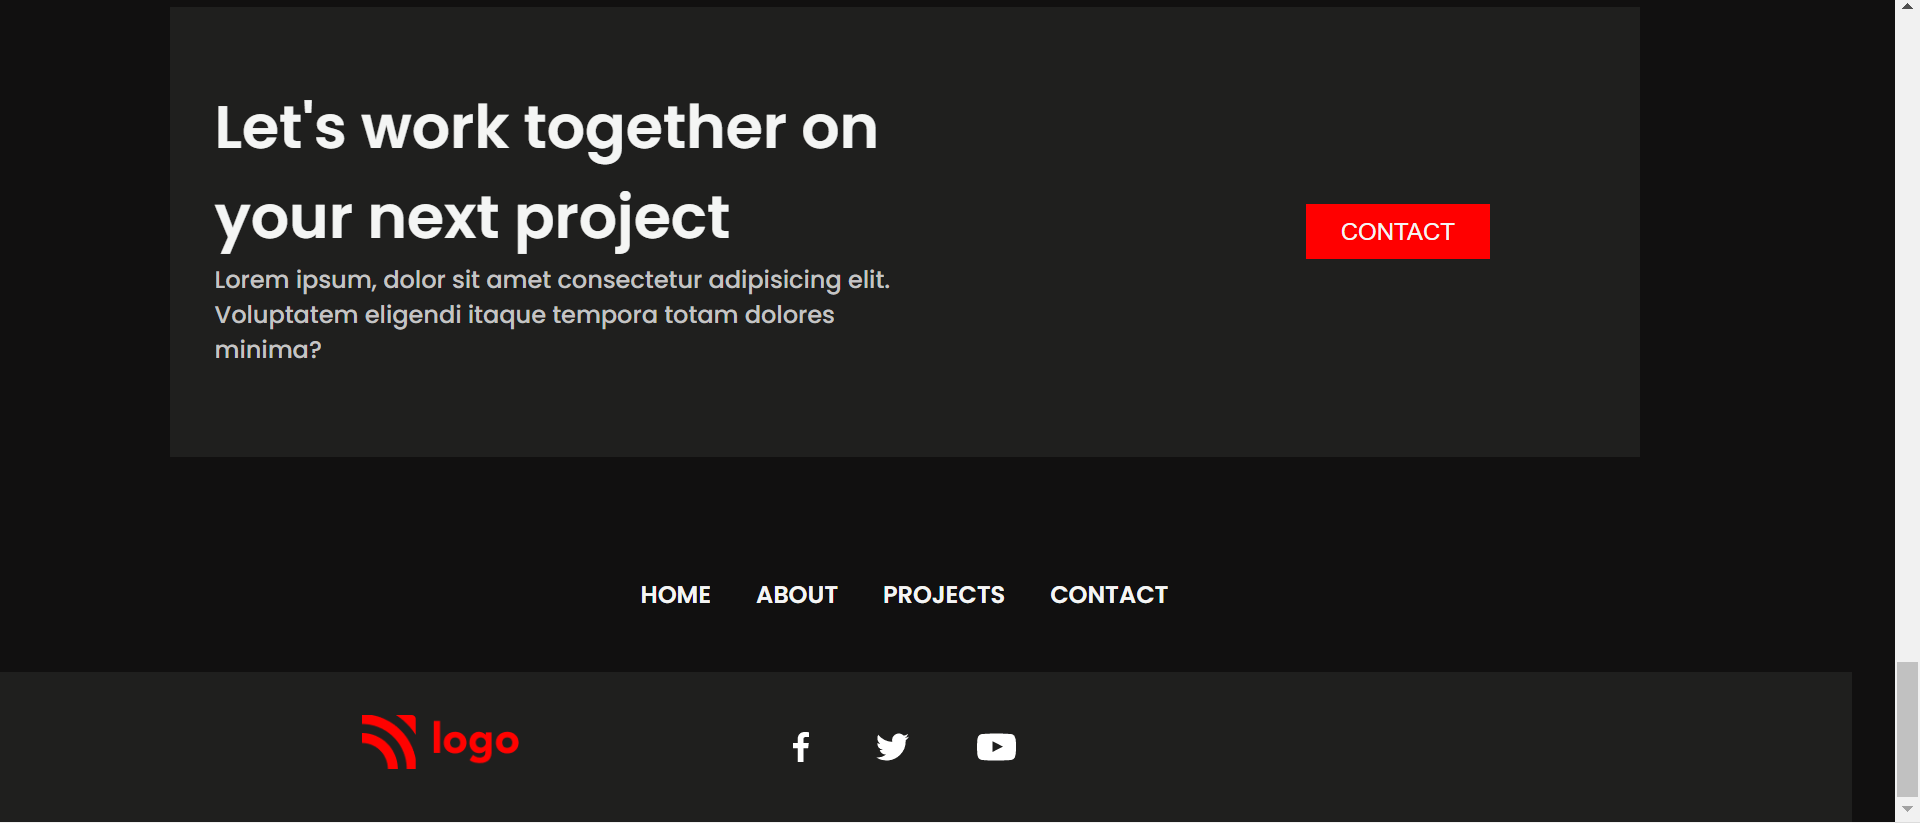 Let's work together on
your next project
Lorem ipsum, dolor sit amet consectetur adipisicing elit.
Voluptatem eligendi itaque tempora totam dolores
minima?
CONTACT
HOME ABOUT PROJECTS CONTACT
logo